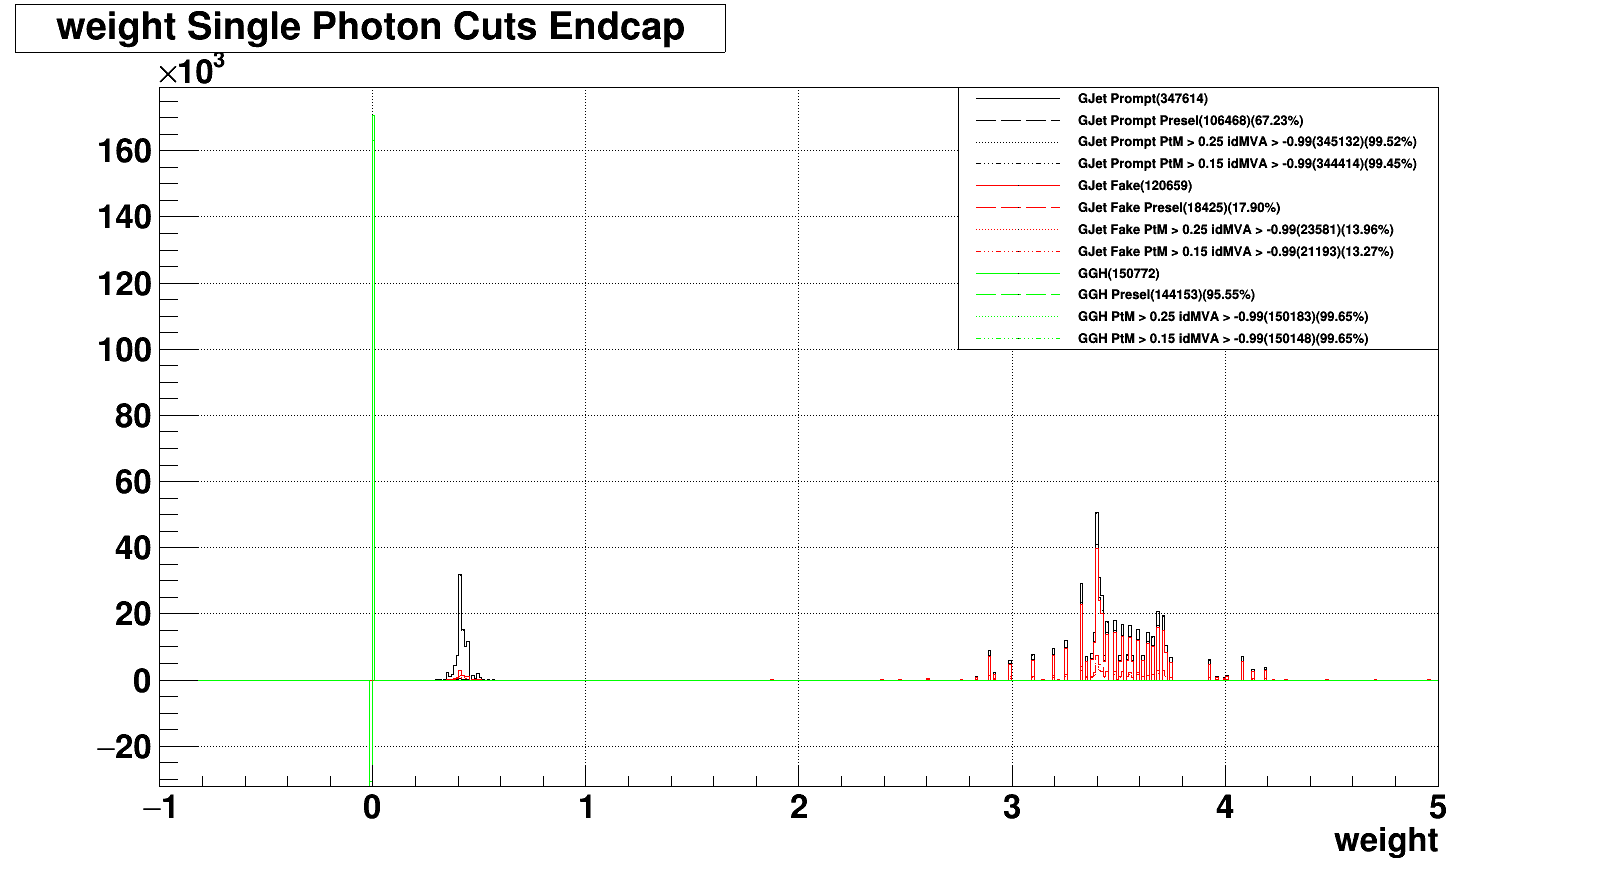 weight Single Photon Cuts Endcap
×10³
160
140
120
100
80
60
40
20
0
−20
−1 0 1 2 3 4 5
weight
GJet Prompt(347614)
GJet Prompt Presel(106468)(67.23%)
GJet Prompt PtM > 0.25 idMVA > -0.99(345132)(99.52%)
GJet Prompt PtM > 0.15 idMVA > -0.99(344414)(99.45%)
GJet Fake(120659)
GJet Fake Presel(18425)(17.90%)
GJet Fake PtM > 0.25 idMVA > -0.99(23581)(13.96%)
GJet Fake PtM > 0.15 idMVA > -0.99(21193)(13.27%)
GGH(150772)
GGH Presel(144153)(95.55%)
GGH PtM > 0.25 idMVA > -0.99(150183)(99.65%)
GGH PtM > 0.15 idMVA > -0.99(150148)(99.65%)